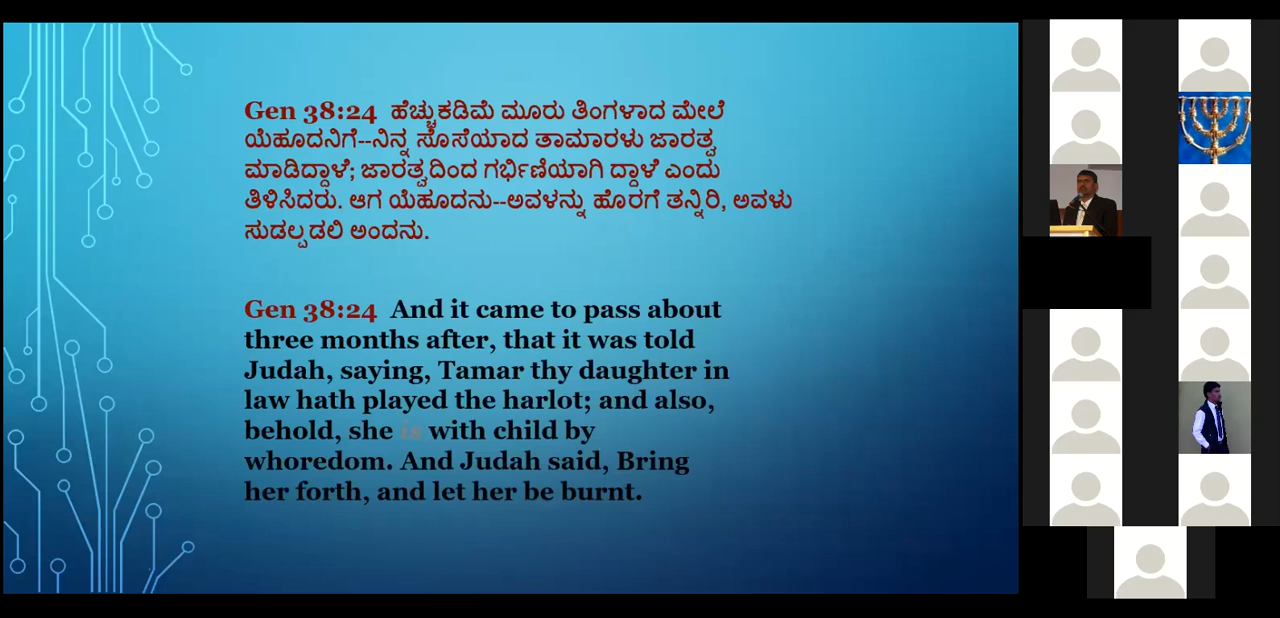 Gen 38:24 ಹೆಚ್ಚುಕಡಿಮೆ ಮೂರು ತಿಂಗಳಾದ ಮೇಲೆ
ಯೆಹೂದನಿಗೆ--ನಿನ್ನ ಸೊಸೆಯಾದ ತಾಮಾರಳು ಜಾರತ್ವ
ಮಾಡಿದ್ದಾಳೆ; ಜಾರತ್ವದಿಂದ ಗರ್ಭಿಣಿಯಾಗಿ ದ್ದಾಳೆ ಎಂದು
ತಿಳಿಸಿದರು. ಆಗ ಯೆಹೂದನು--ಅವಳನ್ನು ಹೊರಗೆ ತನ್ನಿರಿ, ಅವಳು
ಸುಡಲ್ಪಡಲಿ ಅಂದನು.
Gen 38:24 And it came to pass about
three months after, that it was told
Judah, saying, Tamar thy daughter in
law hath played the harlot; and also,
behold, she is with child by
whoredom. And Judah said, Bring
her forth, and let her be burnt.